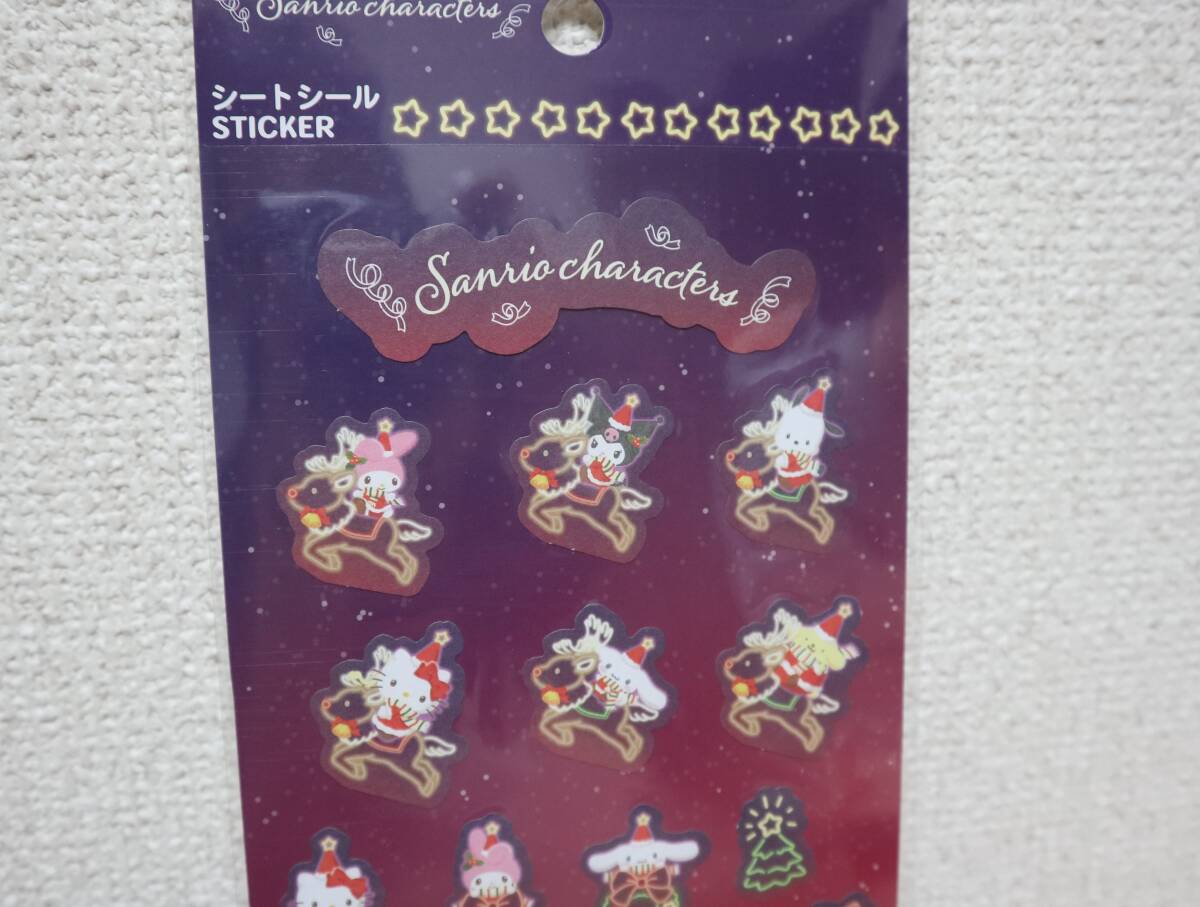 Sanrio characters
シートシール
STICKER
Sanrio characters